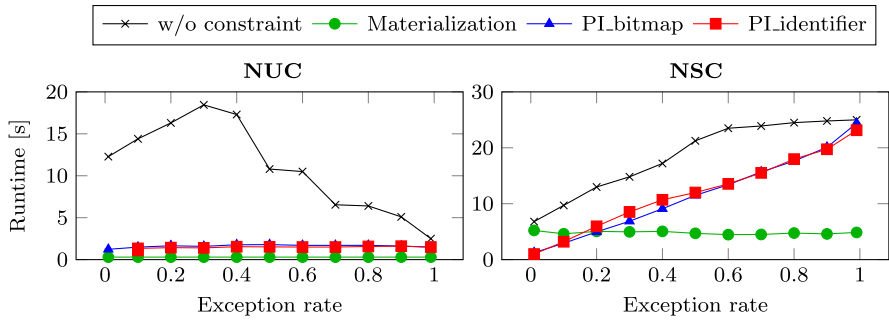 w/o constraint Materialization PI_bitmap PI_identifier
NUC NSC
20 30
15
20
10
10
5
0 0
0 0.2 0.4 0.6 0.8 1 0 0.2 0.4 0.6 0.8 1
Runtime [s]
Exception rate Exception rate